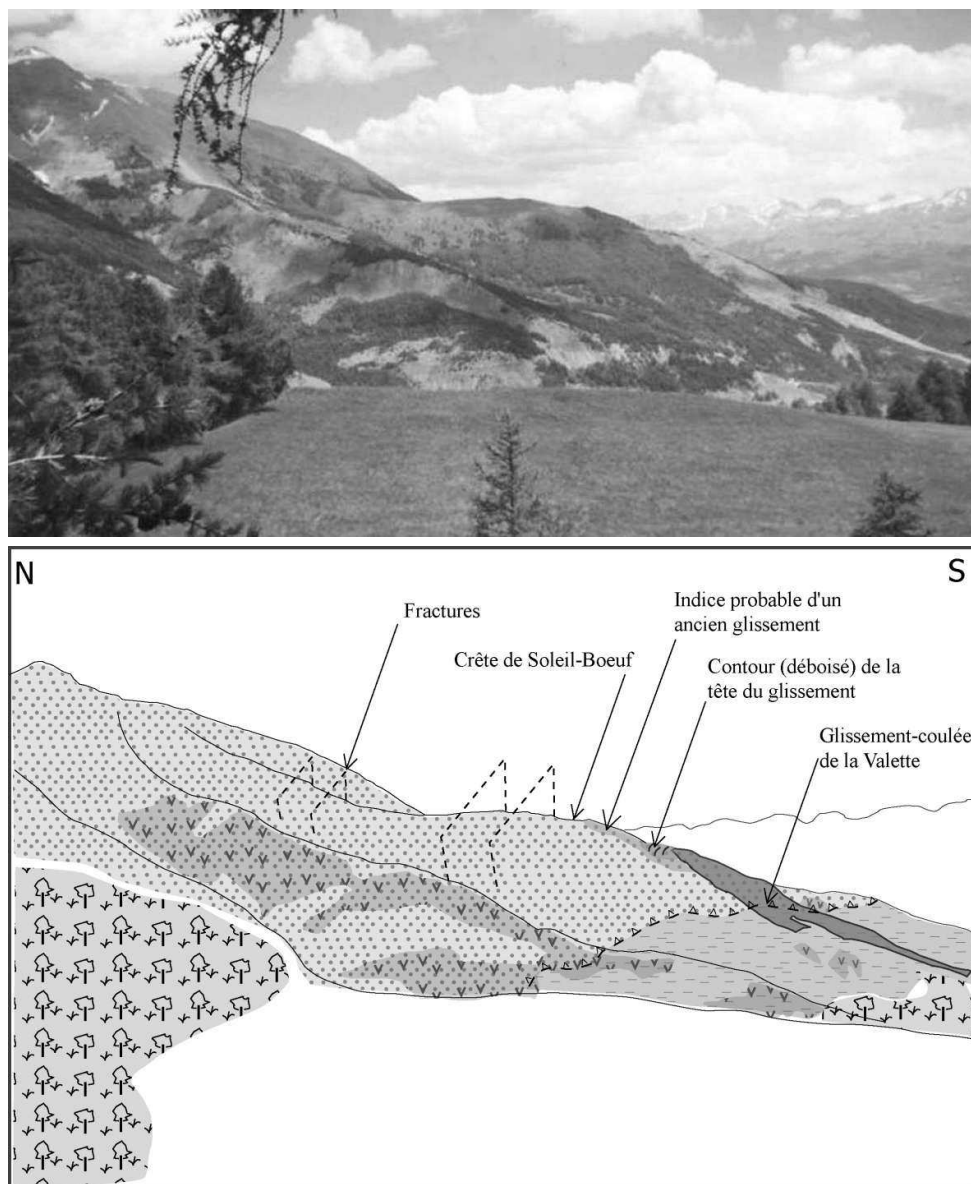 N
S
Fractures
Indice probable d'un
ancien glissement
Crête de Soleil-Boeuf
Contour (déboisé) de la
tête du glissement
Glissement-coulée
de la Valette